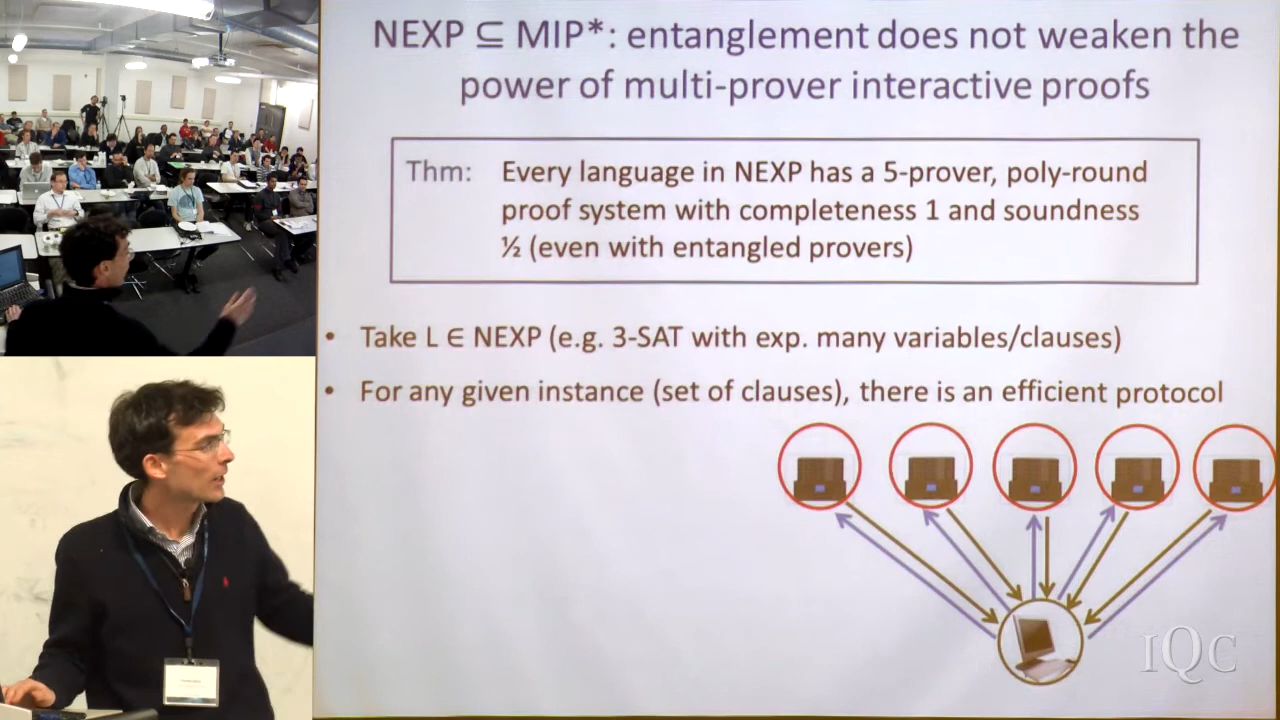 NEXP ⊆ MIP*: entanglement does not weaken the
power of multi-prover interactive proofs
Thm: Every language in NEXP has a 5-prover, poly-round
proof system with completeness 1 and soundness
½ (even with entangled provers)
• Take L ∈ NEXP (e.g. 3-SAT with exp. many variables/clauses)
• For any given instance (set of clauses), there is an efficient protocol
IQC